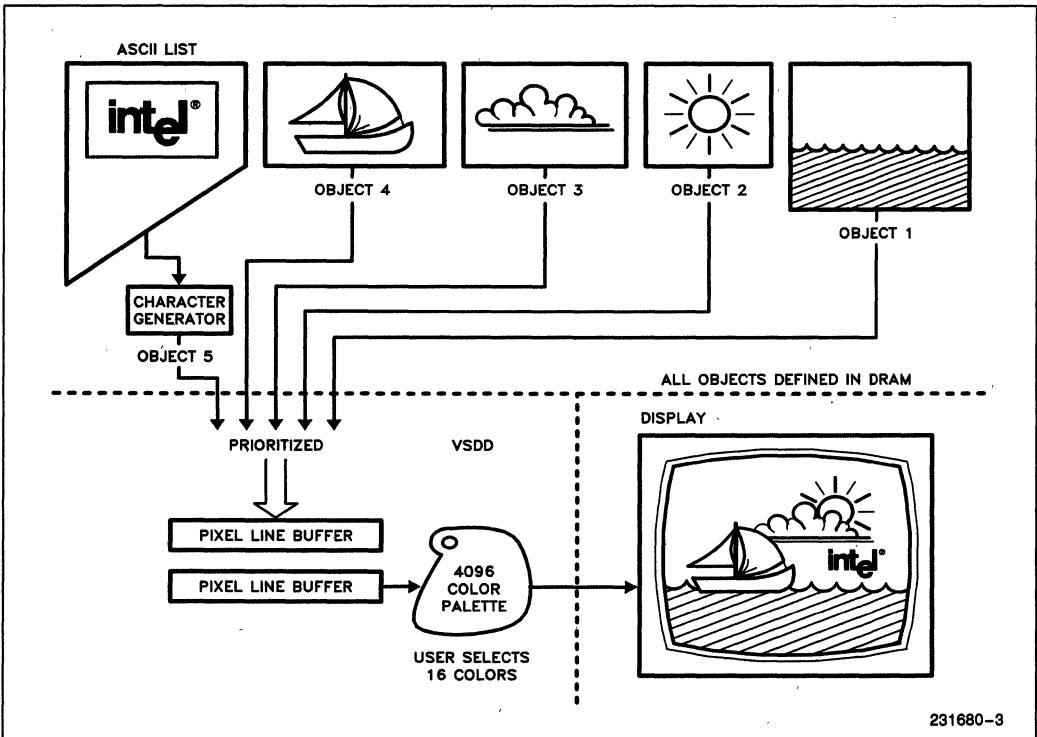 ASCII LIST
intel®
OBJECT 4
OBJECT 3
OBJECT 2
OBJECT 1
CHARACTER
GENERATOR
OBJECT 5
ALL OBJECTS DEFINED IN DRAM
PRIORITIZED
VSDD
DISPLAY
PIXEL LINE BUFFER
PIXEL LINE BUFFER
4096
COLOR
PALETTE
USER SELECTS
16 COLORS
intel®
231680-3